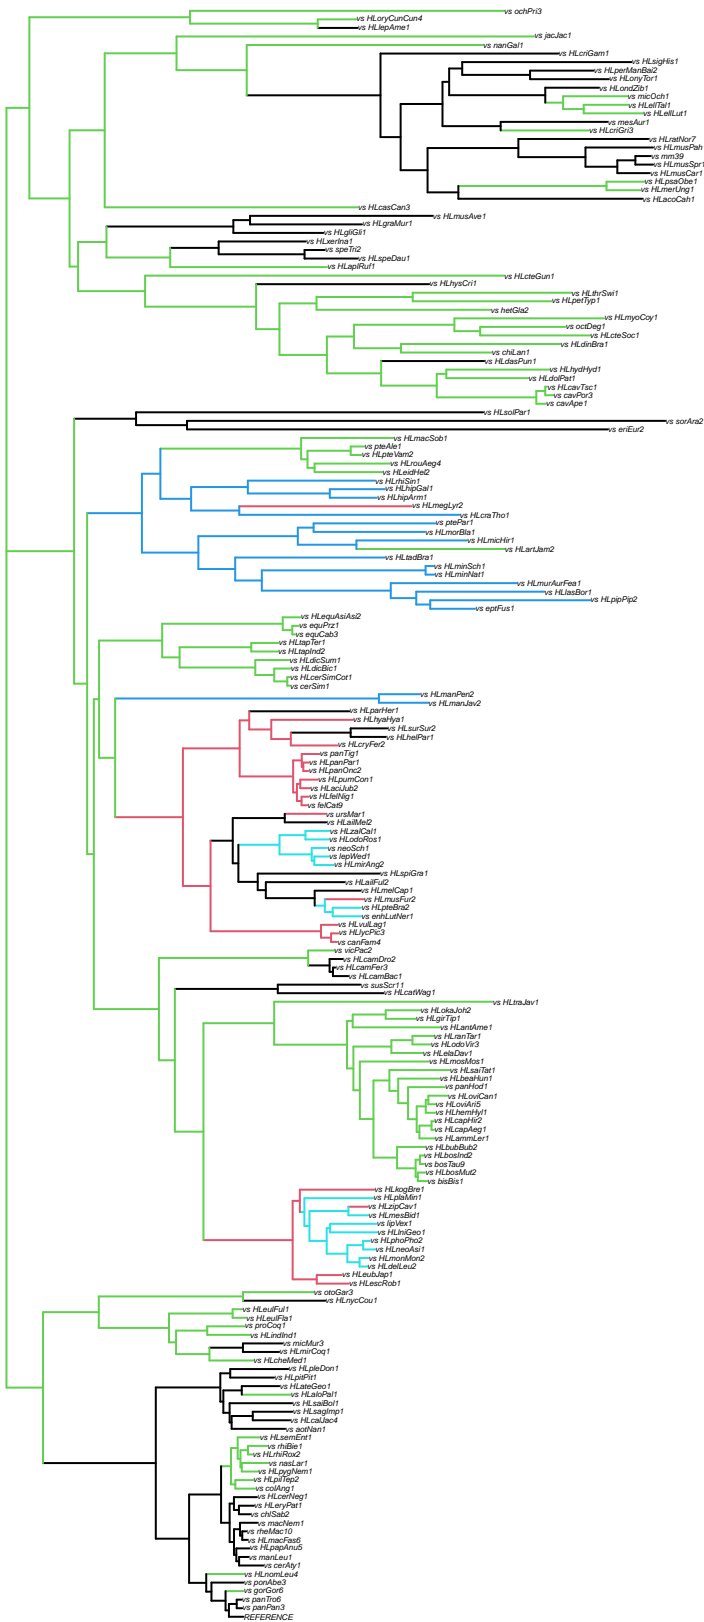 vs ochPri3
vs HLoryCunCun4
vs HLlepAme1
vs jacJac1
vs nanGal1
vs HLcriGam1
vs HLsigHis1
vs HLperManBai2
vs HLonyTor1
vs HLondZib1
vs micOch1
vs HLellTal1
vs HLellLut1
vs mesAur1
vs HLcriGri3
vs HLratNor7
vs HLmusPah
vs mm39
vs HLmusSpr1
vs HLmusCar1
vs HLpsaObe1
vs HLmerUng1
vs HLacoCah1
vs HLcasCan3
vs HLmusAve1
vs HLgraMur1
vs HLgliGli1
vs HLxerIna1
vs speTri2
vs HLspeDau1
vs HLaplRuf1
vs HLcteGun1
vs HLhysCri1
vs HLthrSwi1
vs HLpetTyp1
vs hetGla2
vs HLmyoCoy1
vs octDeg1
vs HLcteSoc1
vs HLdinBra1
vs chiLan1
vs HLdasPun1
vs HLhydHyd1
vs HLdolPat1
vs HLcavTsc1
vs cavPor3
vs cavApe1
vs HLsolPar1
vs sorAra2
vs eriEur2
vs HLmacSob1
vs pteAle1
vs HLpteVam2
vs HLrouAeg4
vs HLeidHel2
vs HLrhiSin1
vs HLhipGal1
vs HLhipArm1
vs HLmegLyr2
vs HLcraTho1
vs ptePar1
vs HLmorBla1
vs HLmicHir1
vs HLartJam2
vs HLtadBra1
vs HLminSch1
vs HLminNat1
vs HLmurAurFea1
vs HLlasBor1
vs HLpipPip2
vs eptFus1
vs HLequAsiAsi2
vs equPrz1
vs equCab3
vs HLtapTer1
vs HLtapInd2
vs HLdicSum1
vs HLdicBic1
vs HLcerSimCot1
vs cerSim1
vs HLmanPen2
vs HLmanJav2
vs HLparHer1
vs HLhyaHya1
vs HLsurSur2
vs HLhelPar1
vs HLcryFer2
vs panTig1
vs HLpanPar1
vs HLpanOnc2
vs HLpumCon1
vs HLaciJub2
vs HLfelNig1
vs felCat9
vs ursMar1
vs HLailMel2
vs HLzalCal1
vs HLodoRos1
vs neoSch1
vs lepWed1
vs HLmirAng2
vs HLspiGra1
vs HLailFul2
vs HLmelCap1
vs HLmusFur2
vs HLpteBra2
vs enhLutNer1
vs HLvulLag1
vs HLlycPic3
vs canFam4
vs vicPac2
vs HLcamDro2
vs HLcamFer3
vs HLcamBac1
vs susScr11
vs HLcatWag1
vs HLtraJav1
vs HLokaJoh2
vs HLgirTip1
vs HLantAme1
vs HLranTar1
vs HLodoVir3
vs HLelaDav1
vs HLmosMos1
vs HLsaiTat1
vs HLbeaHun1
vs panHod1
vs HLoviCan1
vs HLoviAri5
vs HLhemHyl1
vs HLcapHir2
vs HLcapAeg1
vs HLammLer1
vs HLbubBub2
vs HLbosInd2
vs bosTau9
vs HLbosMut2
vs bisBis1
vs HLkogBre1
vs HLplaMin1
vs HLzipCav1
vs HLmesBid1
vs lipVex1
vs HLIniGeo1
vs HLphoPho2
vs HLneoAsi1
vs HLmonMon2
vs HLdelLeu2
vs HLeubJap1
vs HLescRob1
vs otoGar3
vs HLnycCou1
vs HLeulFul1
vs HLeulFla1
vs proCoq1
vs HLindInd1
vs micMur3
vs HLmirCoq1
vs HLcheMed1
vs HLpleDon1
vs HLpitPit1
vs HLateGeo1
vs HLaloPal1
vs HLsaiBol1
vs HLsagImp1
vs HLcalJac4
vs aotNan1
vs HLsemEnt1
vs rhiBie1
vs HLrhiRox2
vs nasLar1
vs HLpygNem1
vs HLpilTep2
vs colAng1
vs HLcerNeg1
vs HLeryPat1
vs chlSab2
vs macNem1
vs rheMac10
vs HLmacFas6
vs HLpapAnu5
vs manLeu1
vs cerAty1
vs HLnomLeu4
vs ponAbe3
vs gorGor6
vs panTro6
vs panPan3
REFERENCE